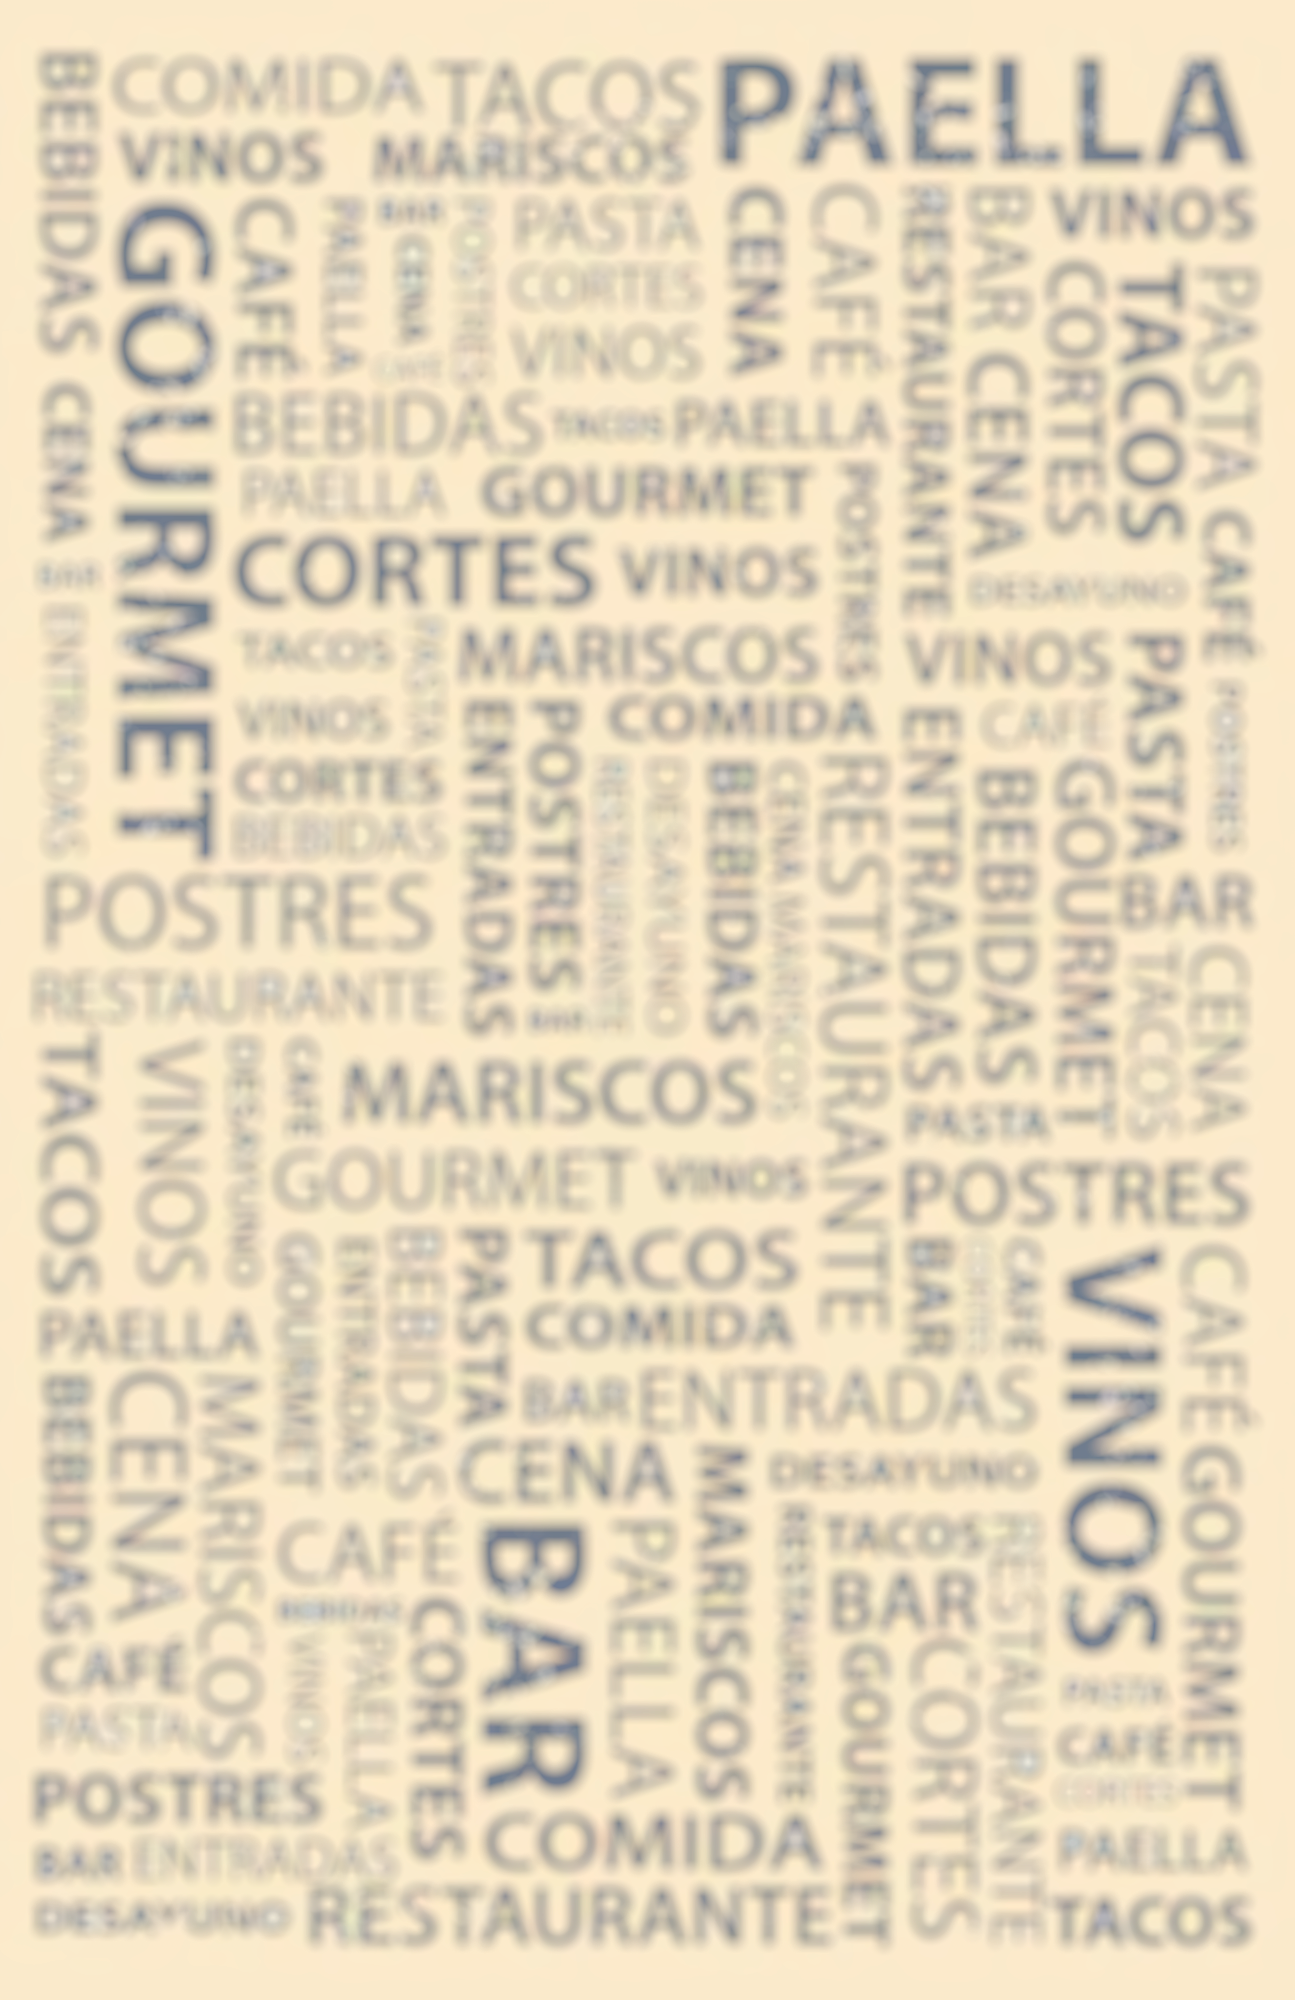 BEBIDAS
COMIDA TACOS
PAELLA
VINOS MARISCOS
GOURMET
CAFÉ
PAELLA
BAR
CENA
CAFÉ
POSTRES
PASTA
CORTES
VINOS
CENA
CAFÉ
RESTAURANTE
BAR
CENA
VINOS
CORTES
TACOS
PASTA
BEBIDAS TACOS PAELLA
CENA
PAELLA GOURMET
POSTRES
CORTES VINOS
DESAYUNO
CAFÉ
BAR
ENTRADAS
TACOS
PASTA
MARISCOS
VINOS
PASTA
VINOS
COMIDA
CAFÉ
POSTRES
CORTES
BEBIDAS
ENTRADAS
POSTRES
BAR
RESTAURANTE
DESAYUNO
BEBIDAS
CENA
MARISCOS
RESTAURANTE
ENTRADAS
BEBIDAS
GOURMET
BAR
POSTRES
RESTAURANTE
TACOS
CENA
TACOS
VINOS
DESAYUNO
CAFÉ
MARISCOS
PASTA
GOURMET VINOS
POSTRES
GOURMET
ENTRADAS
BEBIDAS
PASTA
TACOS
COMIDA
BAR
CORTES
CAFÉ
VINOS
CAFÉ
PAELLA
BEBIDAS
CENA
MARISCOS
BAR ENTRADAS
CENA
MARISCOS
DESAYUNO
GOURMET
CAFÉ
BAR
PAELLA
RESTAURANTE
TACOS
BAR
RESTAURANTE
BEBIDAS
CORTES
VINOS
PAELLA
GOURMET
CORTES
CAFÉ
PASTA
PASTA
CAFÉ
CORTES
POSTRES
COMIDA
PAELLA
BAR ENTRADAS
DESAYUNO RESTAURANTE
TACOS